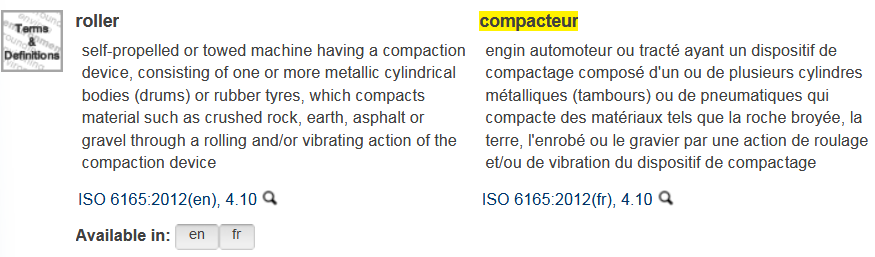 Terms
&
Definitions
roller
self-propelled or towed machine having a compaction
device, consisting of one or more metallic cylindrical
bodies (drums) or rubber tyres, which compacts
material such as crushed rock, earth, asphalt or
gravel through a rolling and/or vibrating action of the
compaction device
ISO 6165:2012(en), 4.10
Available in: en fr
compacteur
engin automoteur ou tracté ayant un dispositif de
compactage composé d'un ou de plusieurs cylindres
métalliques (tambours) ou de pneumatiques qui
compacte des matériaux tels que la roche broyée, la
terre, l'enrobé ou le gravier par une action de roulage
et/ou de vibration du dispositif de compactage
ISO 6165:2012(fr), 4.10